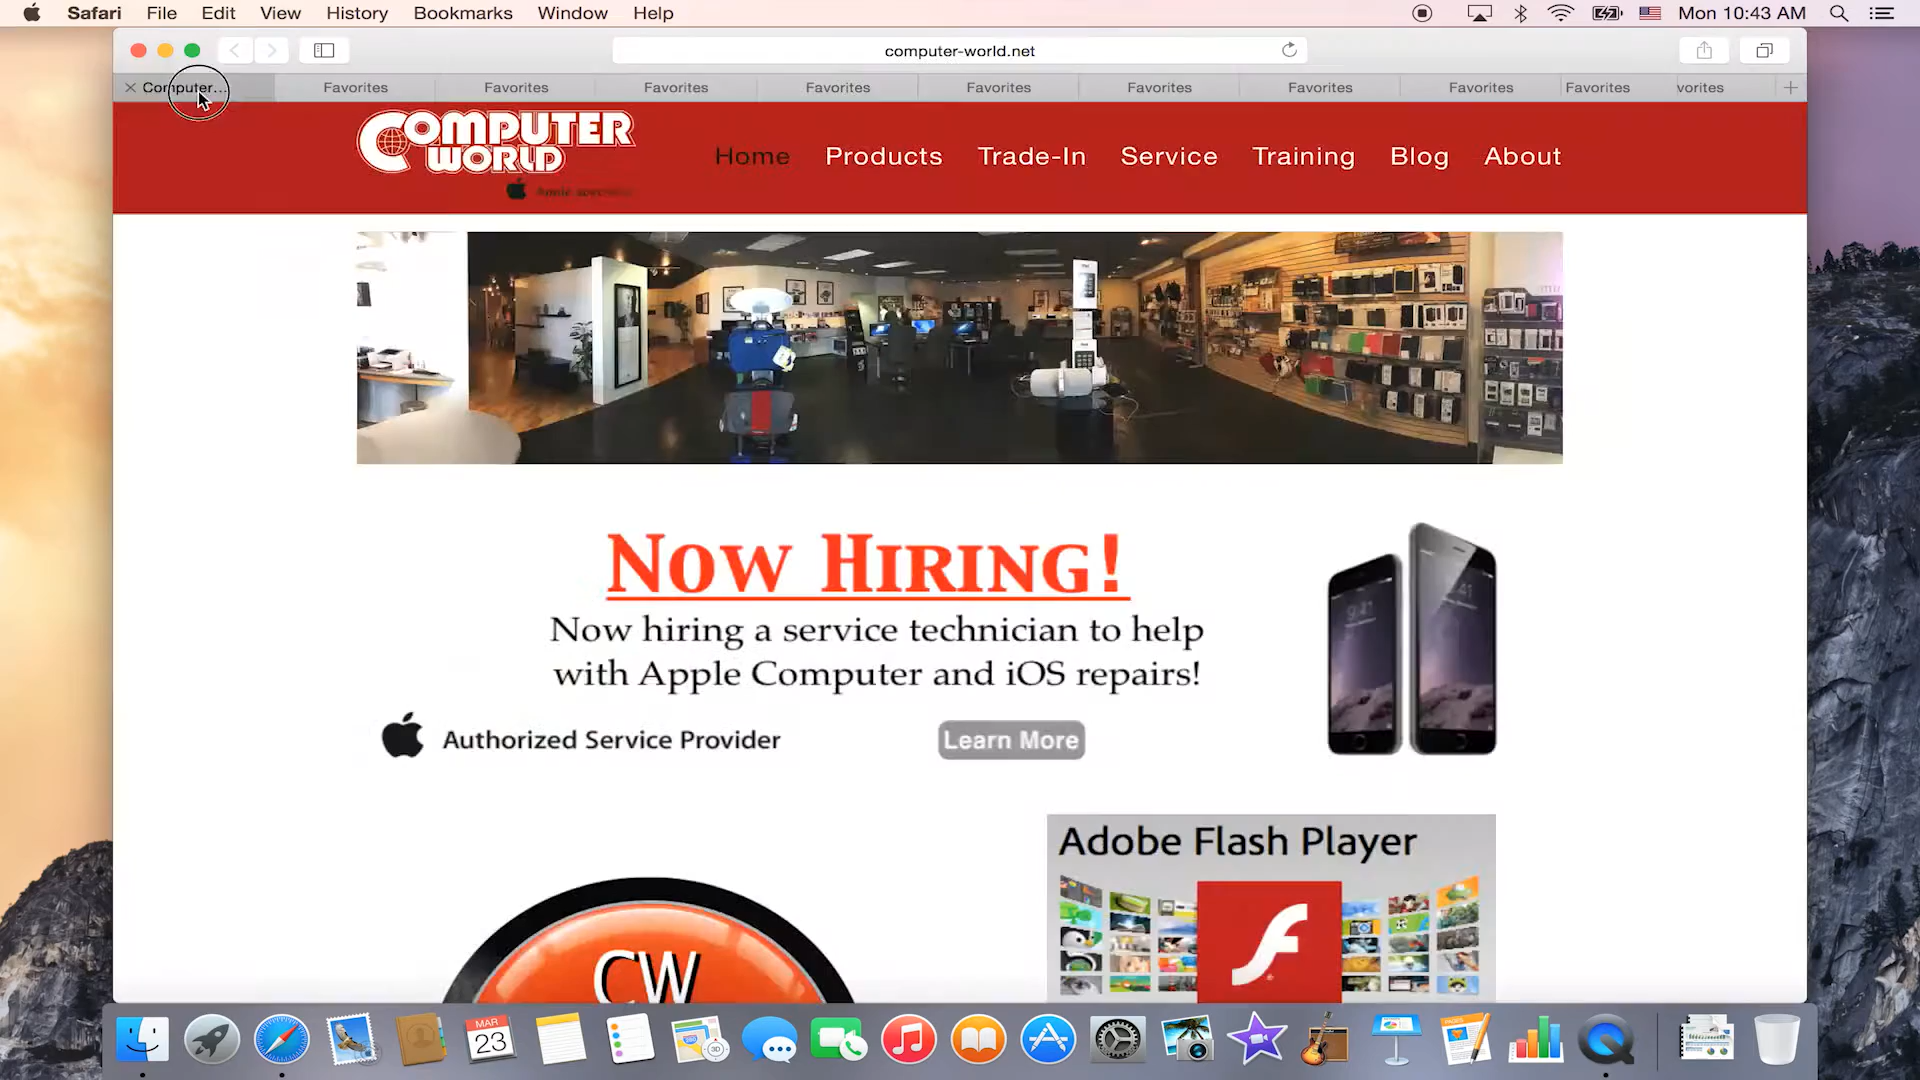 Safari File Edit View History Bookmarks Window Help Mon 10:43 AM
computer-world.net
Computer... Favorites Favorites Favorites Favorites Favorites Favorites Favorites Favorites Favorites vorites
COMPUTER
WORLD
Home Products Trade-In Service Training Blog About
Now Hiring!
Now hiring a service technician to help
with Apple Computer and iOS repairs!
Authorized Service Provider
Learn More
Adobe Flash Player
CW
MAR
23